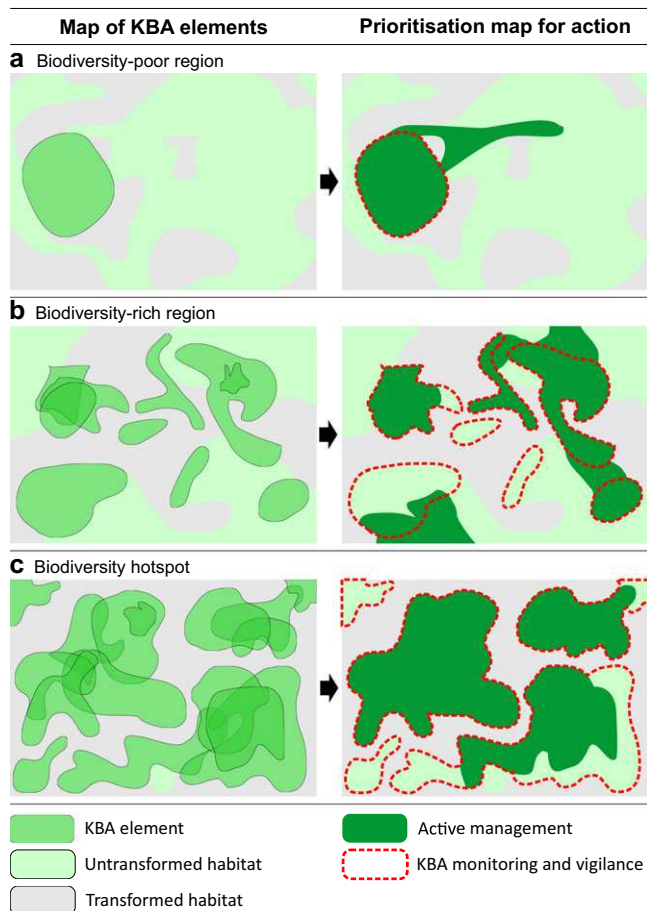 Map of KBA elements
Prioritisation map for action
a Biodiversity-poor region
b Biodiversity-rich region
c Biodiversity hotspot
KBA element
Active management
Untransformed habitat
KBA monitoring and vigilance
Transformed habitat